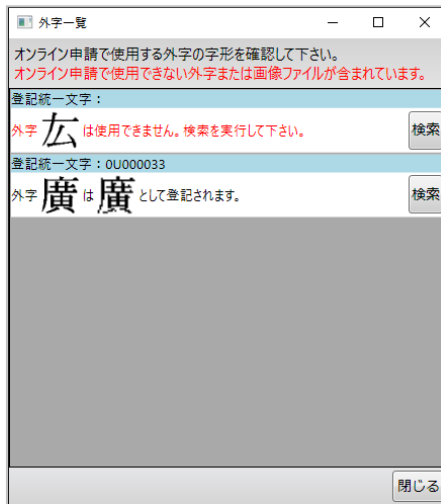 外字一覧
オンライン申請で使用する外字の字形を確認して下さい。
オンライン申請で使用できない外字または画像ファイルが含まれています。
登記統一文字：
外字 厷 は使用できません。検索を実行して下さい。 検索
登記統一文字：0U000033
外字 廣 は 廣 として登記されます。 検索
閉じる